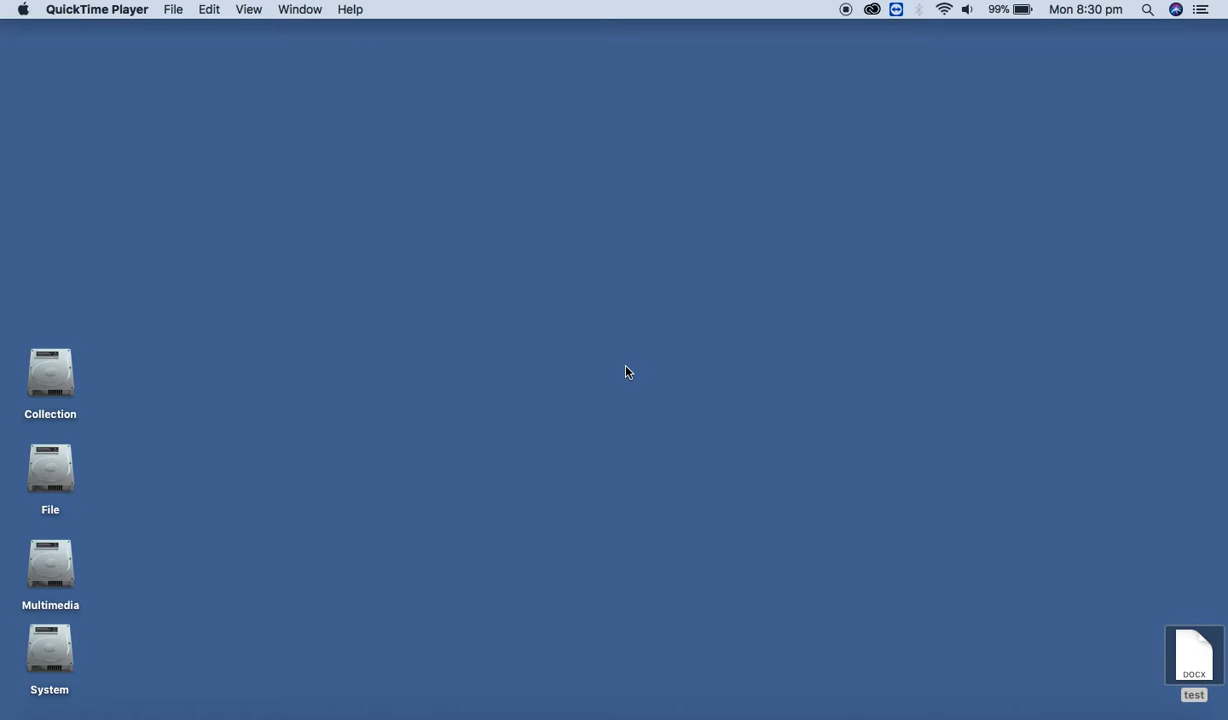 QuickTime Player File Edit View Window Help 99% Mon 8:30 pm
Collection
File
Multimedia
System
DOCX
test